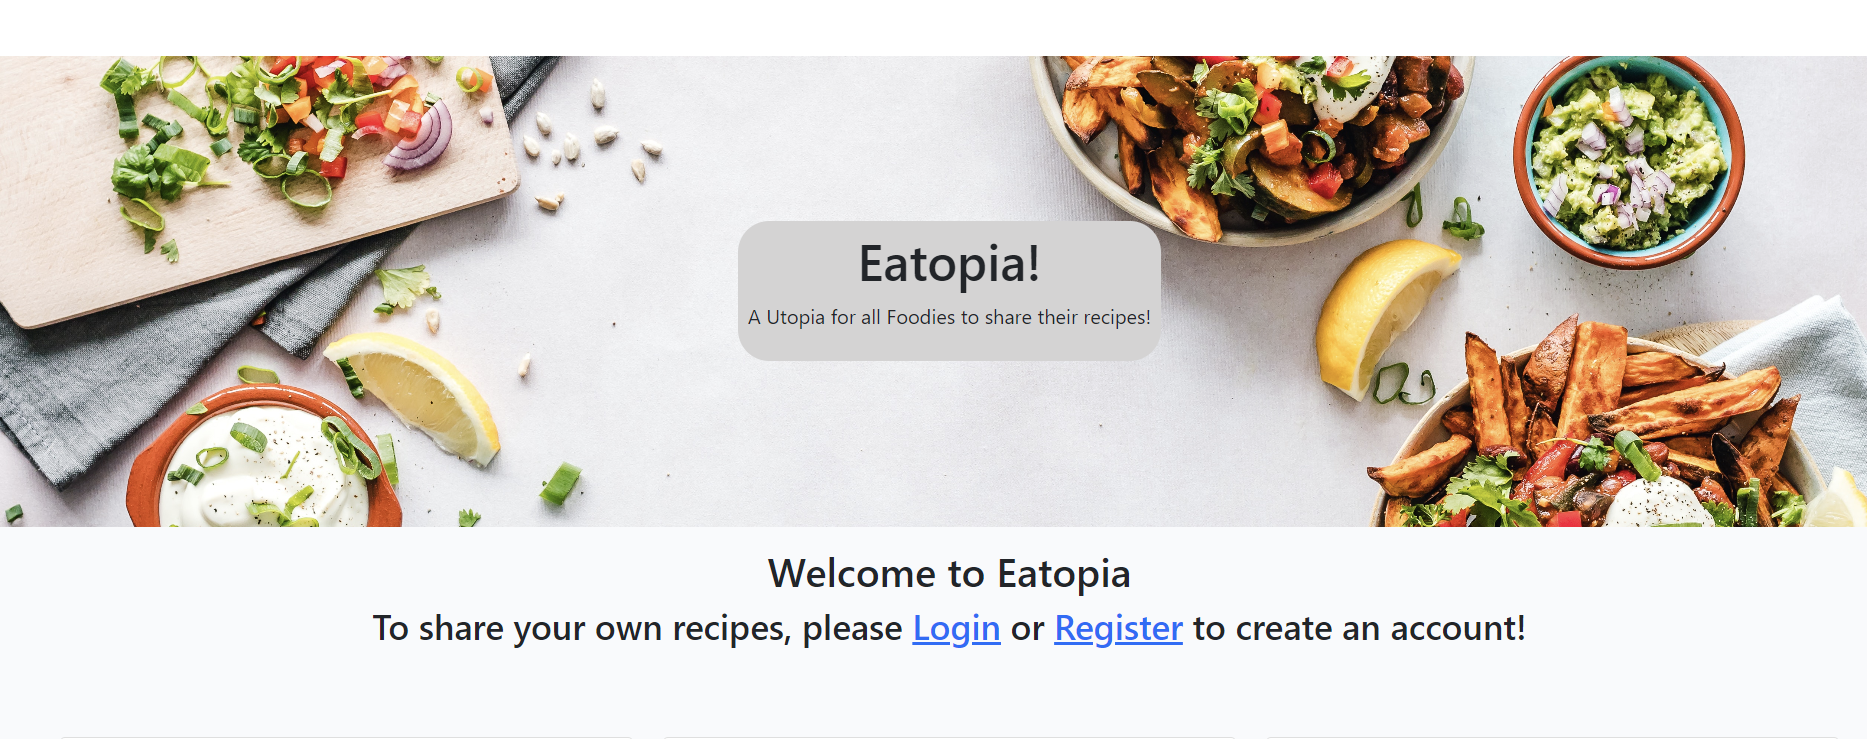 Eatopia!
A Utopia for all Foodies to share their recipes!
Welcome to Eatopia
To share your own recipes, please Login or Register to create an account!